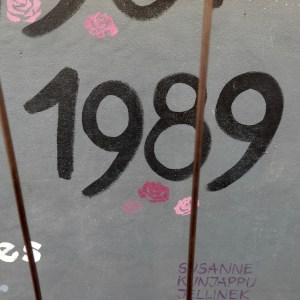 1989
es
SUSANNE
KUNJAPPU
JELLINEK